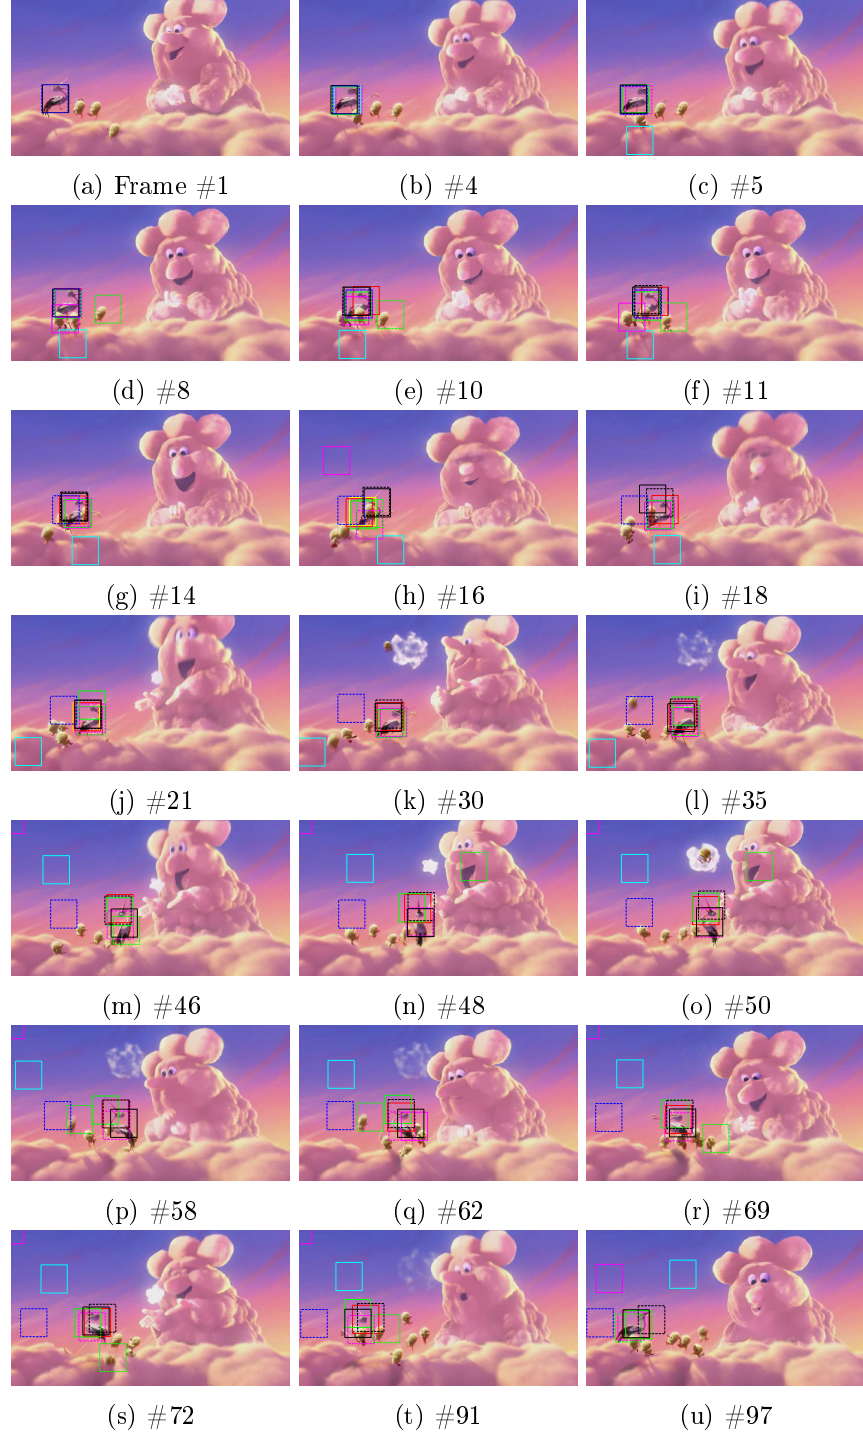 (a) Frame #1 (b) #4 (c) #5
(d) #8 (e) #10 (f) #11
(g) #14 (h) #16 (i) #18
(j) #21 (k) #30 (l) #35
(m) #46 (n) #48 (o) #50
(p) #58 (q) #62 (r) #69
(s) #72 (t) #91 (u) #97